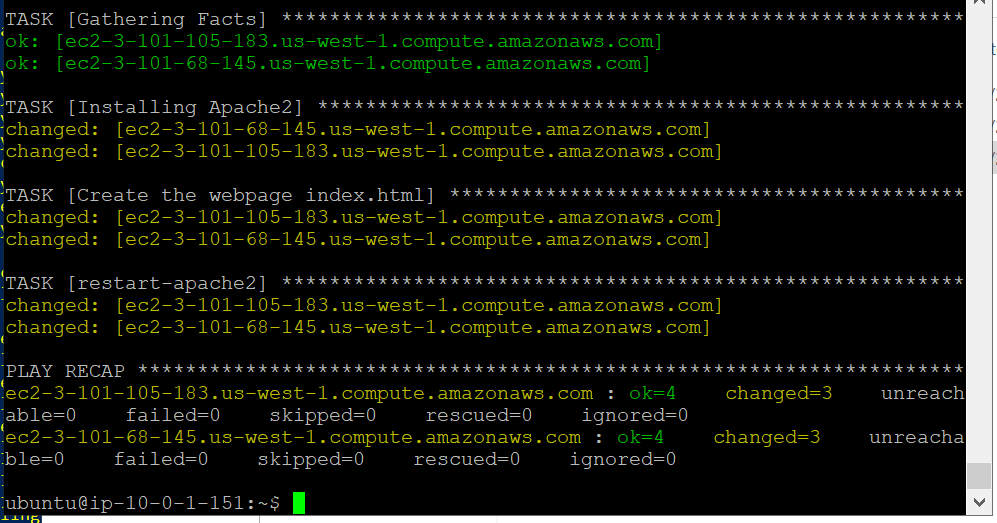 TASK [Gathering Facts] *********************************************************
ok: [ec2-3-101-105-183.us-west-1.compute.amazonaws.com]
ok: [ec2-3-101-68-145.us-west-1.compute.amazonaws.com]
TASK [Installing Apache2] ******************************************************
changed: [ec2-3-101-68-145.us-west-1.compute.amazonaws.com]
changed: [ec2-3-101-105-183.us-west-1.compute.amazonaws.com]
TASK [Create the webpage index.html] *******************************************
changed: [ec2-3-101-105-183.us-west-1.compute.amazonaws.com]
changed: [ec2-3-101-68-145.us-west-1.compute.amazonaws.com]
TASK [restart-apache2] *********************************************************
changed: [ec2-3-101-105-183.us-west-1.compute.amazonaws.com]
changed: [ec2-3-101-68-145.us-west-1.compute.amazonaws.com]
PLAY RECAP *********************************************************************
ec2-3-101-105-183.us-west-1.compute.amazonaws.com : ok=4    changed=3    unreach
able=0    failed=0    skipped=0    rescued=0    ignored=0
ec2-3-101-68-145.us-west-1.compute.amazonaws.com : ok=4    changed=3    unreacha
ble=0    failed=0    skipped=0    rescued=0    ignored=0
ubuntu@ip-10-0-1-151:~$